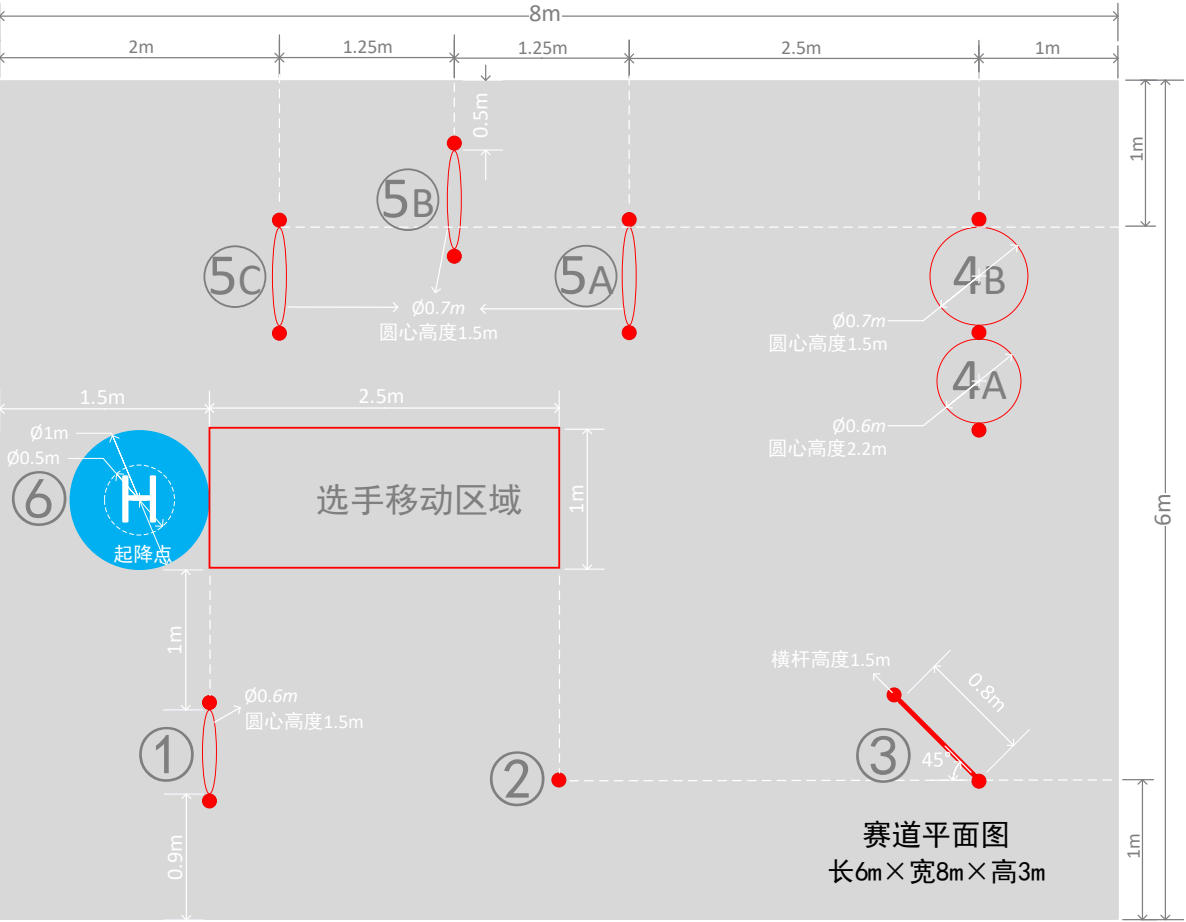 8m
2m
1.25m
1.25m
2.5m
1m
0.5m
1m
5B
5C
5A
4B
Ø0.7m
圆心高度1.5m
Ø0.7m
圆心高度1.5m
4A
1.5m
2.5m
Ø0.6m
圆心高度2.2m
Ø1m
Ø0.5m
6
H
起降点
选手移动区域
1m
6m
1m
横杆高度1.5m
0.8m
Ø0.6m
圆心高度1.5m
1
2
3
45°
0.9m
赛道平面图
长6m×宽8m×高3m
1m